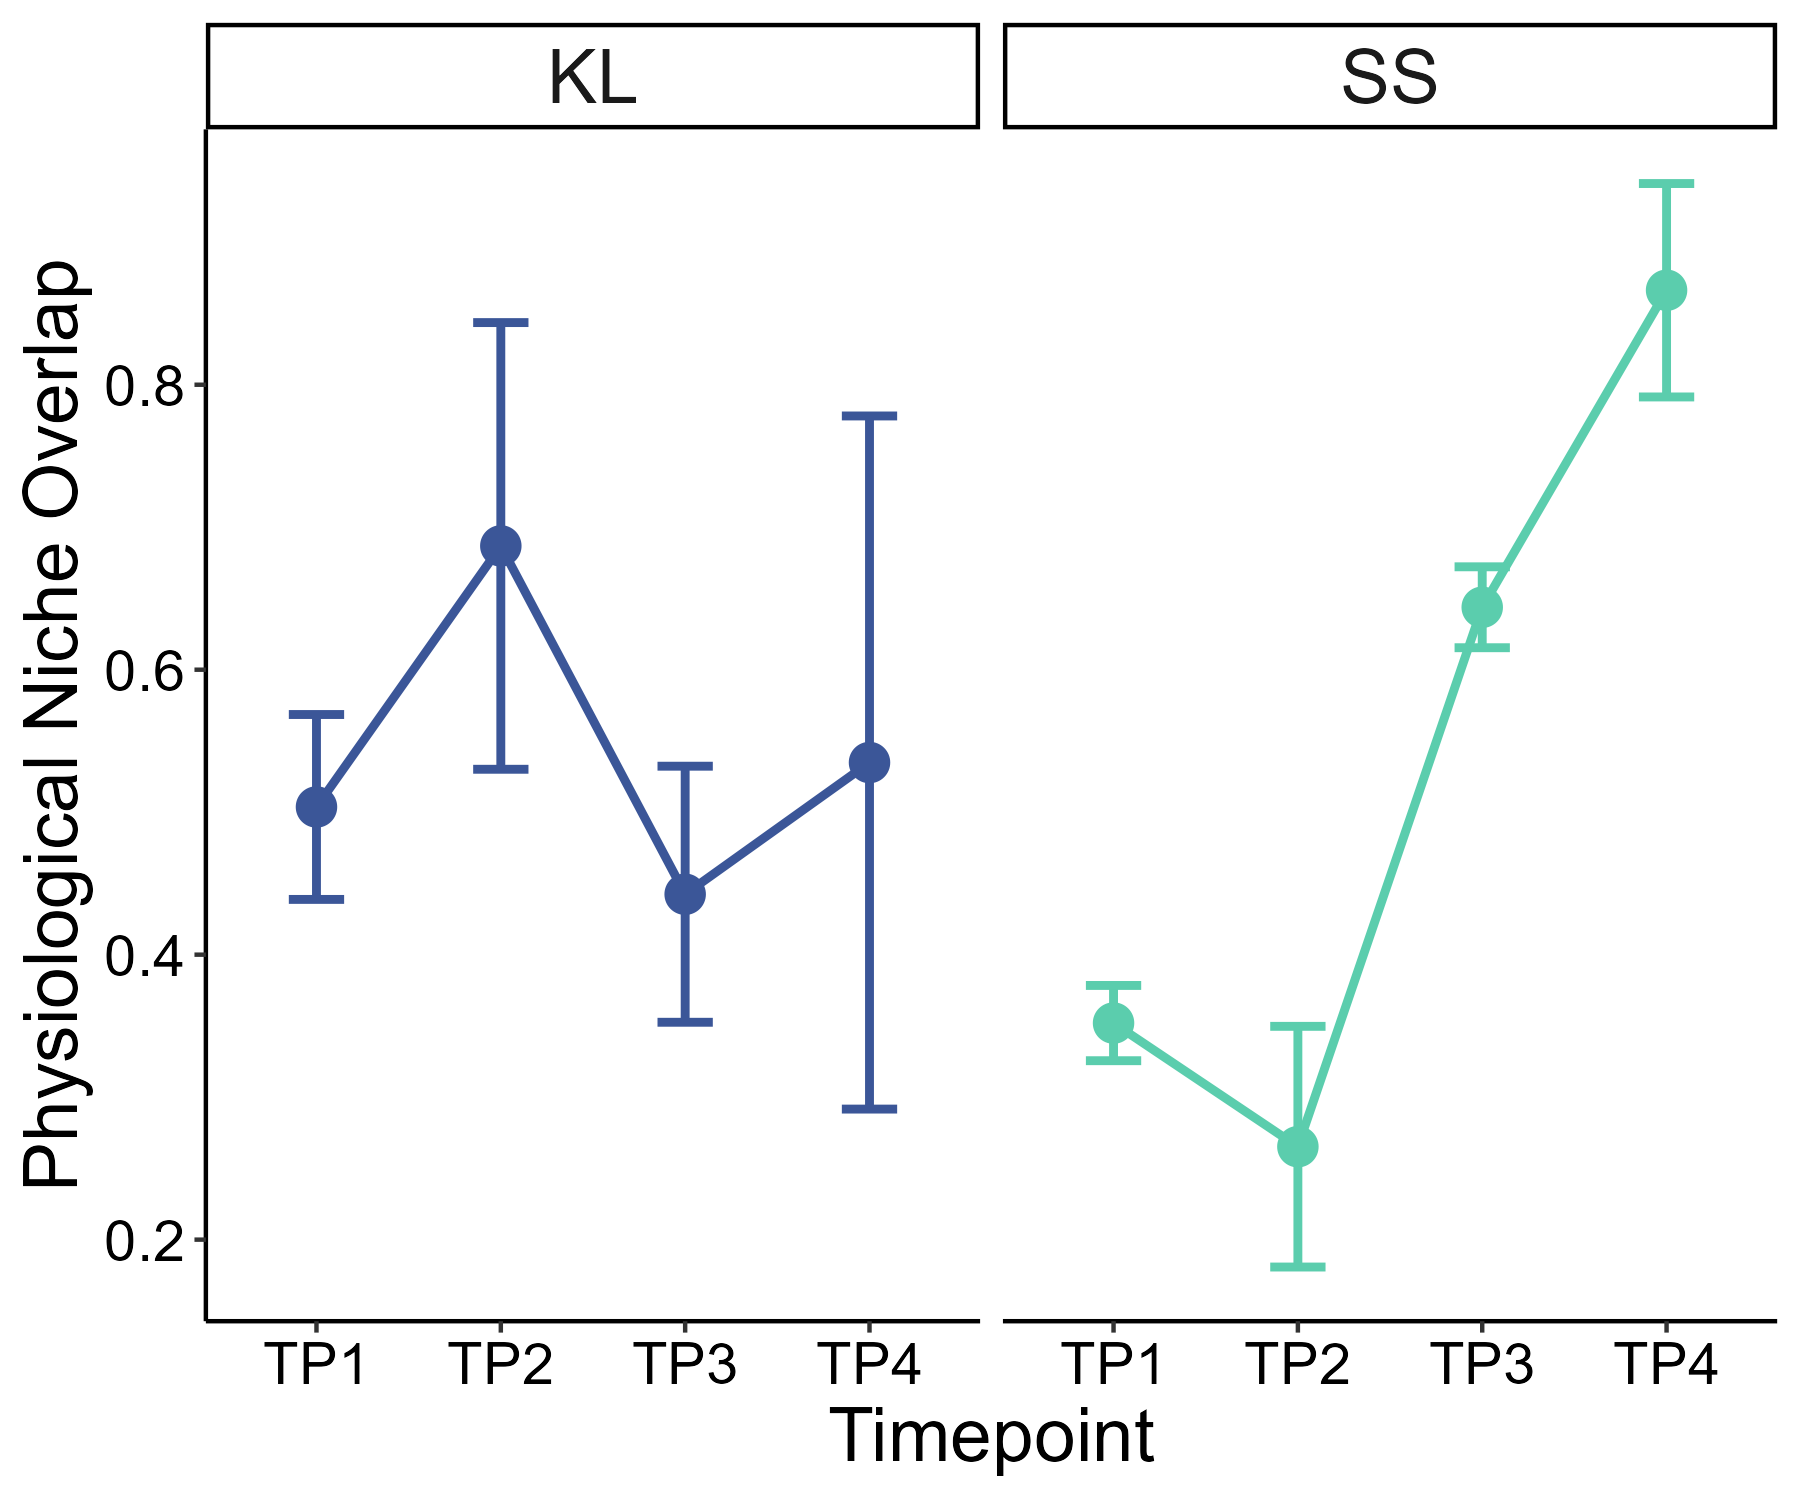 KL
SS
Physiological Niche Overlap
0.8
0.6
0.4
0.2
TP1 TP2 TP3 TP4 TP1 TP2 TP3 TP4
Timepoint